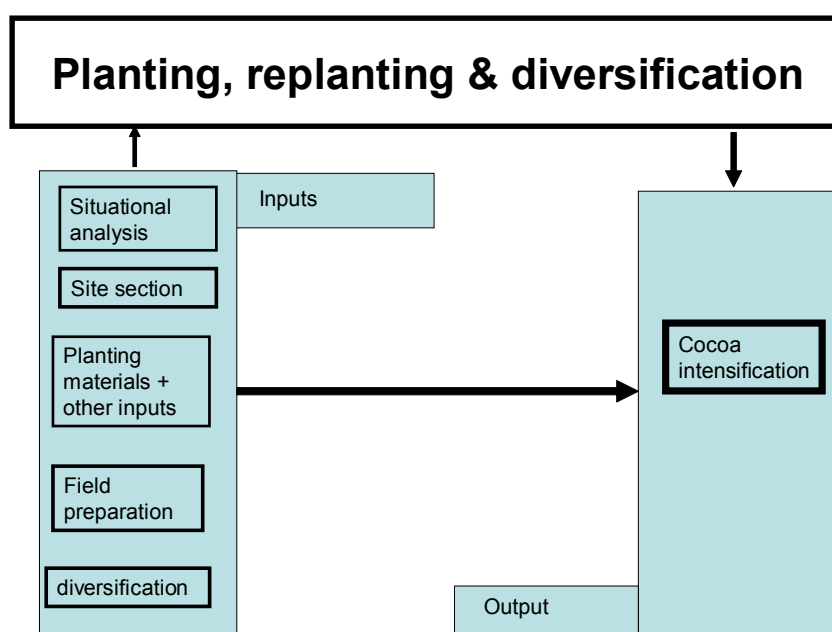 Planting, replanting & diversification
Inputs
Situational
analysis
Site section
Planting
materials +
other inputs
Field
preparation
diversification
Cocoa
intensification
Output